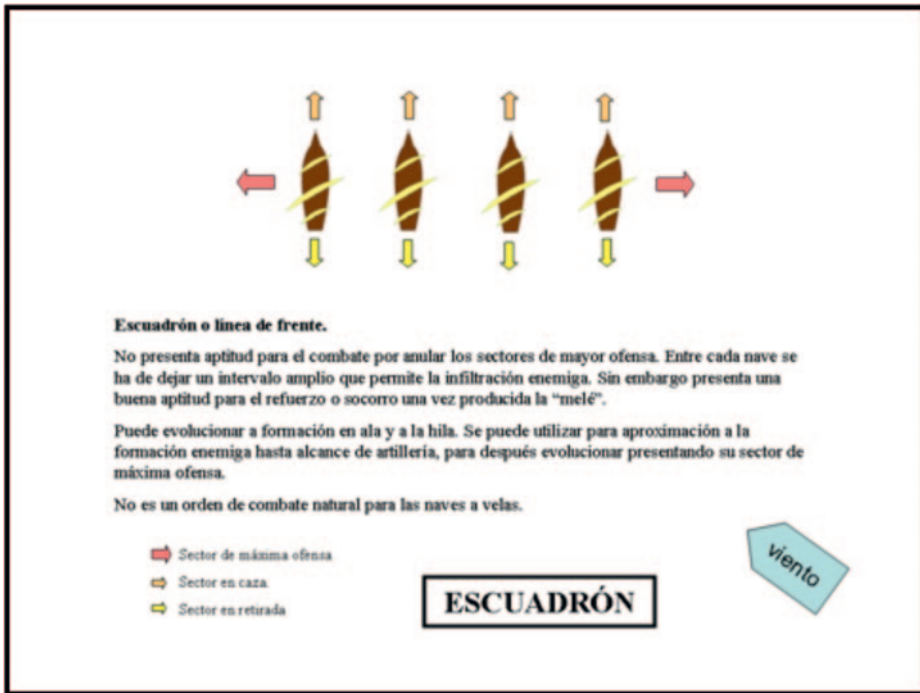 Escuadrón o línea de frente.
No presenta aptitud para el combate por anular los sectores de mayor ofensa. Entre cada nave se
ha de dejar un intervalo amplio que permite la infiltración enemiga. Sin embargo presenta una
buena aptitud para el refuerzo o socorro una vez producida la “melé”.
Puede evolucionar a formación en ala y a la hila. Se puede utilizar para aproximación a la
formación enemiga hasta alcance de artillería, para después evolucionar presentando su sector de
máxima ofensa.
No es un orden de combate natural para las naves a velas.
Sector de máxima ofensa
Sector en caza
Sector en retirada
ESCUADRÓN
viento